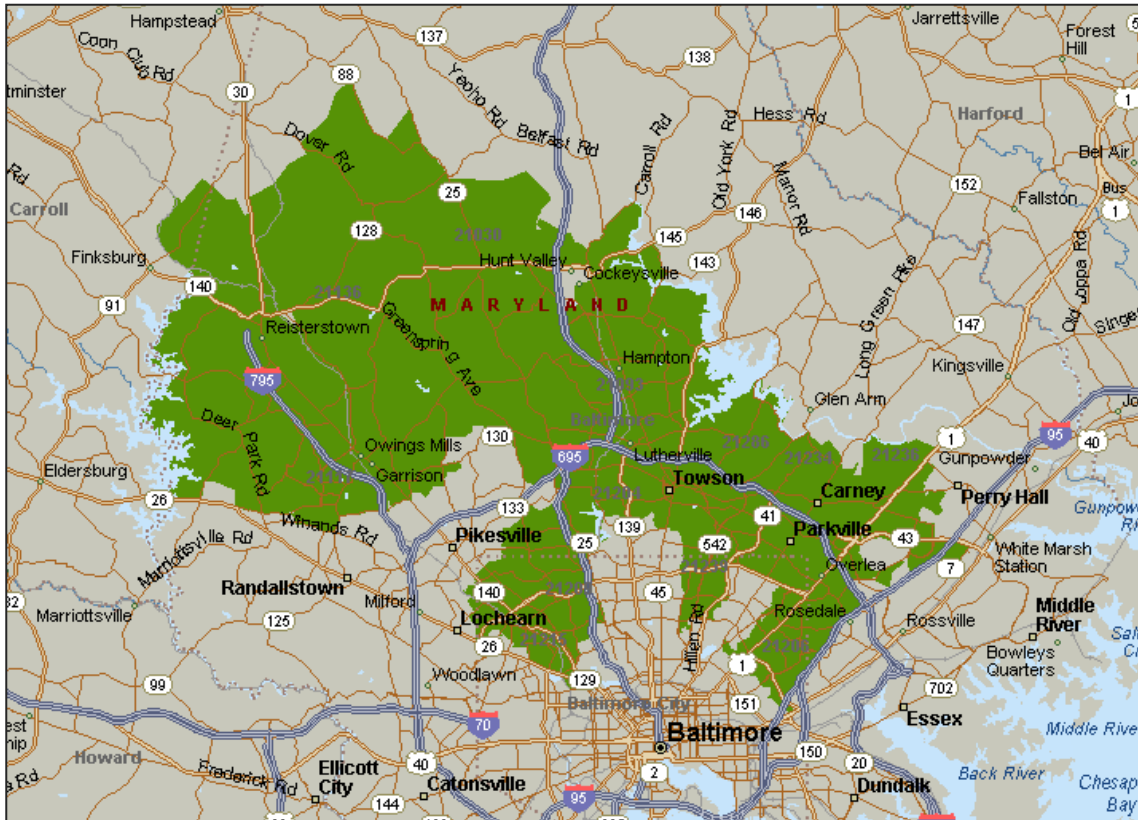 Hampstead
Jarrettsville
137
Forest
Hill
Coon Club Rd
138
88
Yeoho Rd
tminster
30
1
Hess Rd
Harford
Dover Rd
Belfast Rd
Carroll Rd
Old York Rd
Manor Rd
Bel Air
Rd
25
152
Bus
Fallston
1
Carroll
146
128
21030
145
Hunt Valley
Cockeysville
143
Finksburg
140
21136
MARYLAND
91
Long Green Pike
Old Joppa Rd
Reisterstown
Greenspring Ave
147
Singer
Hampton
Kingsville
795
21093
Glen Arm
Deer Park Rd
Baltimore
130
1
95
40
Owings Mills
695
Lutherville
21286
21234
21236
Gunpowder
Eldersburg
Garrison
Towson
26
21204
Carney
Perry Hall
133
139
41
Winands Rd
Pikesville
25
542
Parkville
43
Marriottsville Rd
7
White Marsh
Station
Randallstown
Overlea
140
45
Marriottsville
Milford
Rosedale
125
Lochearn
21215
Hillen Rd
21206
Rossville
Middle
River
26
1
Bowleys
Quarters
Woodlawn
129
99
151
702
Baltimore City
Essex
70
Baltimore
Middle River
Howard
40
150
20
Frederick Rd
Ellicott
City
Catonsville
2
Back River
144
95
Dundalk
Chesap
Bay